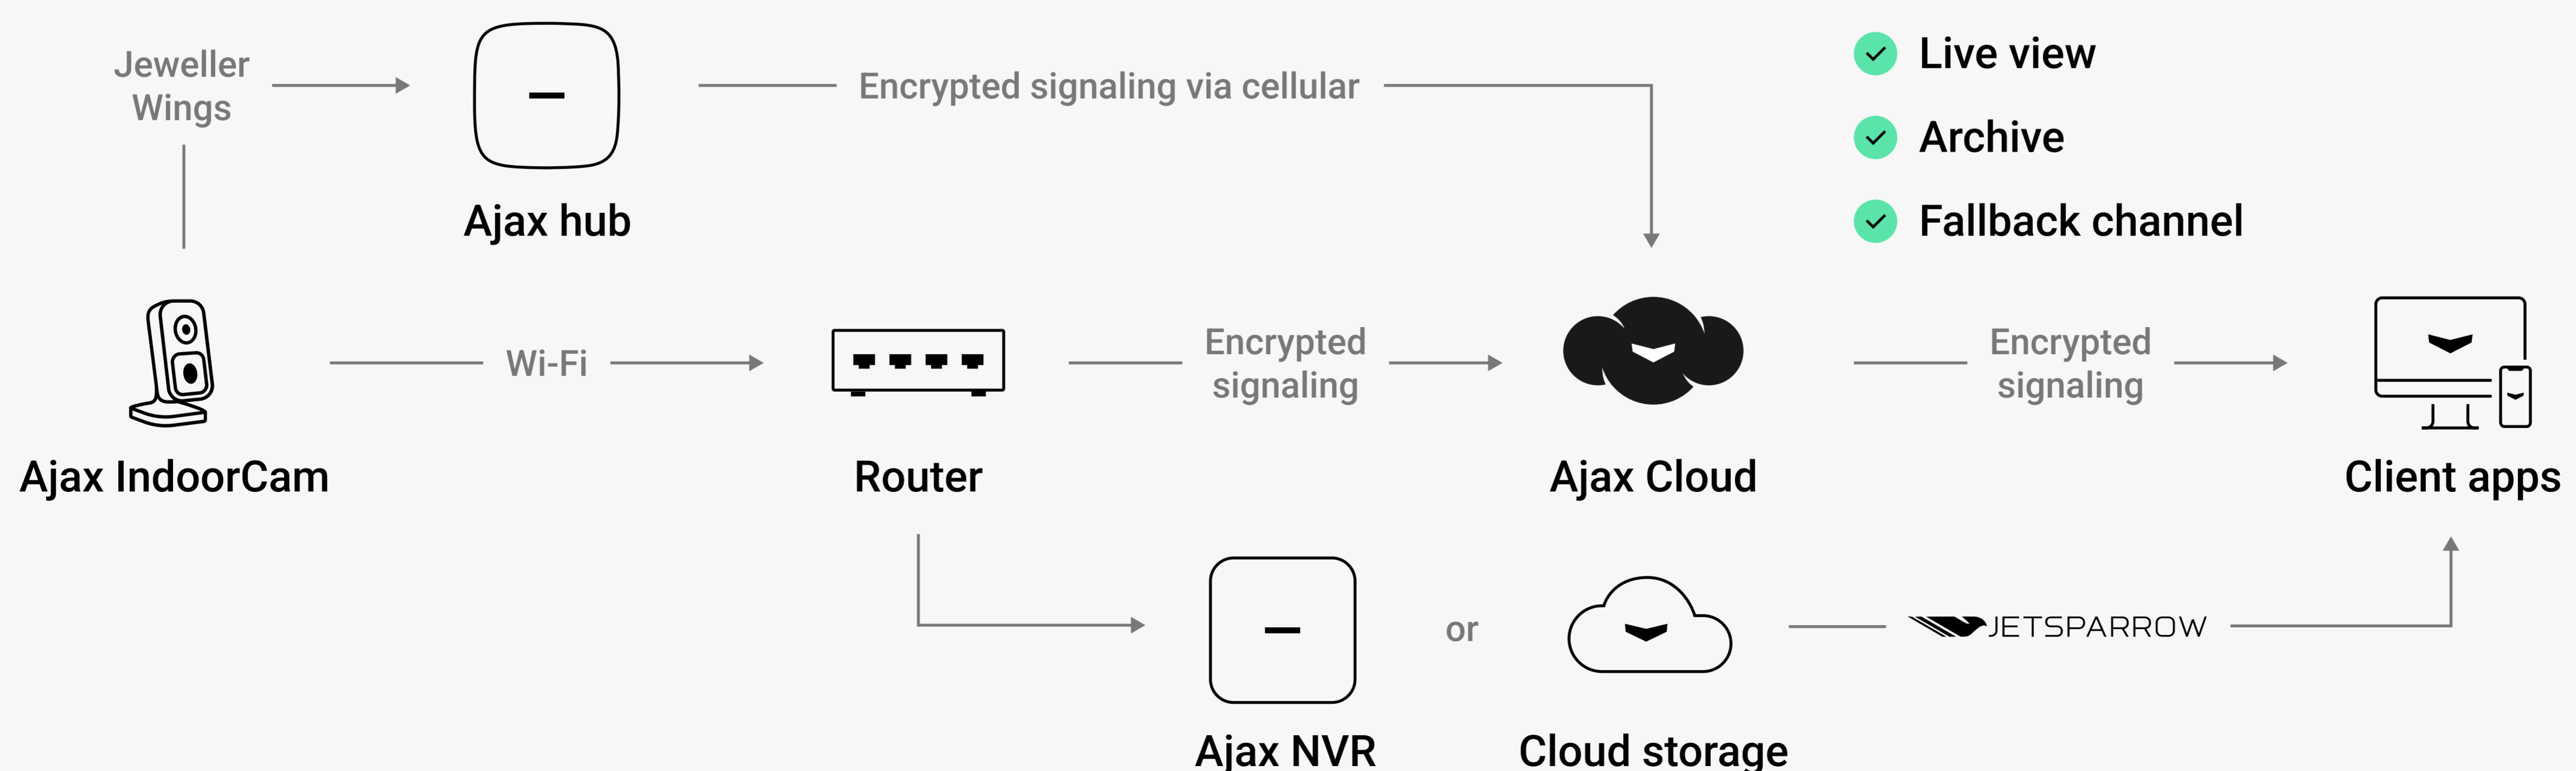 Jeweller
Wings
Encrypted signaling via cellular
Live view
Archive
Fallback channel
Ajax hub
Wi-Fi
Encrypted
signaling
Encrypted
signaling
Ajax IndoorCam
Router
Ajax Cloud
Client apps
or
JETSPARROW
Ajax NVR
Cloud storage